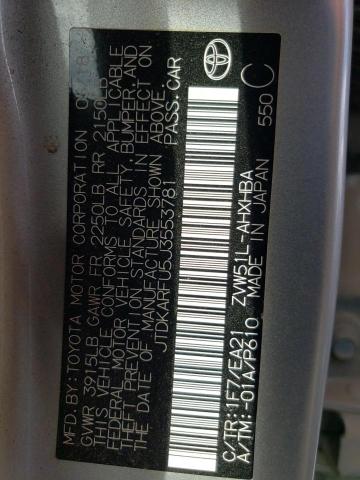 MFD.BY:TOYOTA MOTOR CORPORATION
GVWR 3915LB GAWR FR 2250LB RR 2150LB
THIS VEHICLE CONFORMS TO ALL APPLICABLE
FEDERAL MOTOR VEHICLE SAFETY, BUMPER, AND
THEFT PREVENTION STANDARDS IN EFFECT ON
THE DATE OF MANUFACTURE SHOWN ABOVE.
JTDKARFU5J3553781 PASS.CAR
C/TR:1F7/EA21 ZVW51L-AHXHBA
A/TM:-01A/P610 MADE IN JAPAN 550 C